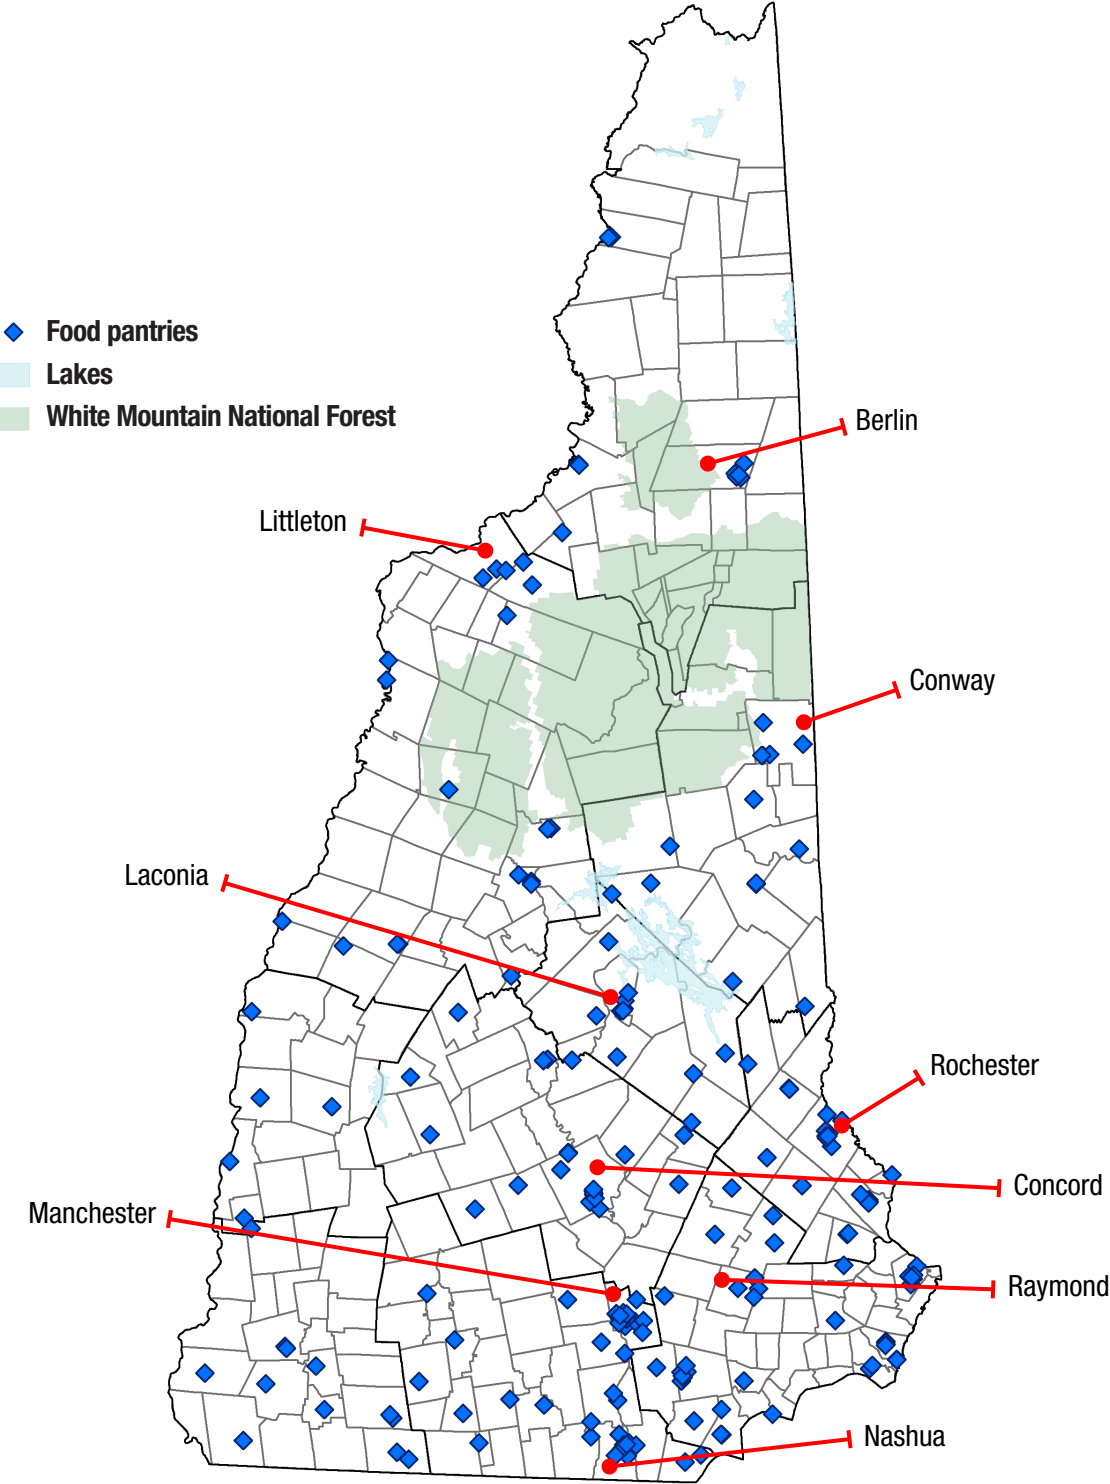 Food pantries
Lakes
White Mountain National Forest
Berlin
Littleton
Conway
Laconia
Rochester
Concord
Manchester
Raymond
Nashua